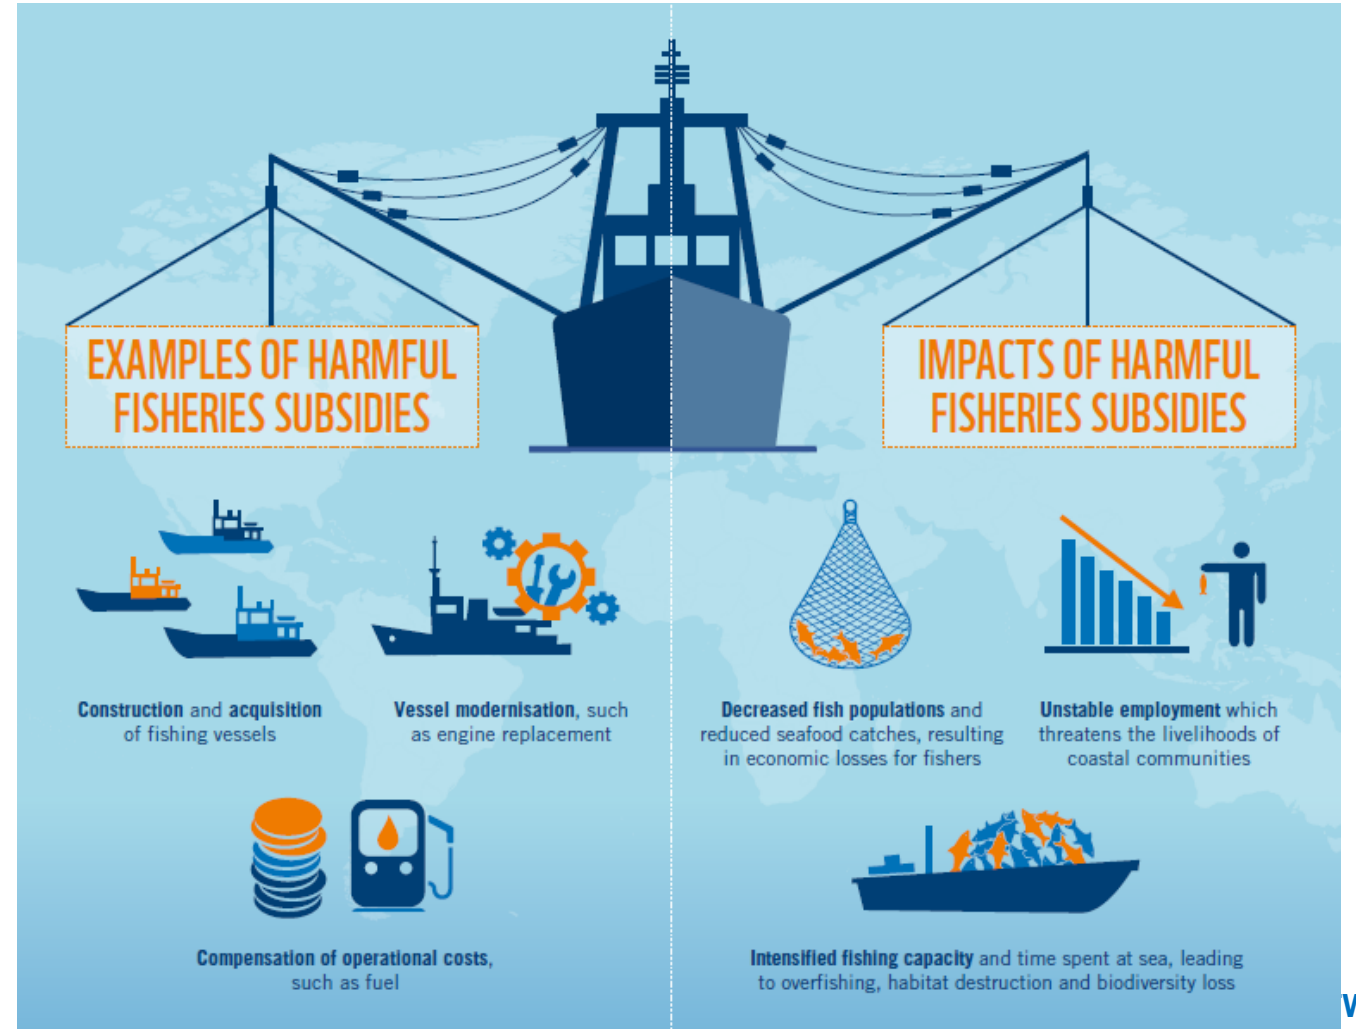 EXAMPLES OF HARMFUL
FISHERIES SUBSIDIES
Construction and acquisition
of fishing vessels
Vessel modernisation, such
as engine replacement
Compensation of operational costs,
such as fuel
IMPACTS OF HARMFUL
FISHERIES SUBSIDIES
Decreased fish populations and
reduced seafood catches, resulting
in economic losses for fishers
Unstable employment which
threatens the livelihoods of
coastal communities
Intensified fishing capacity and time spent at sea, leading
to overfishing, habitat destruction and biodiversity loss